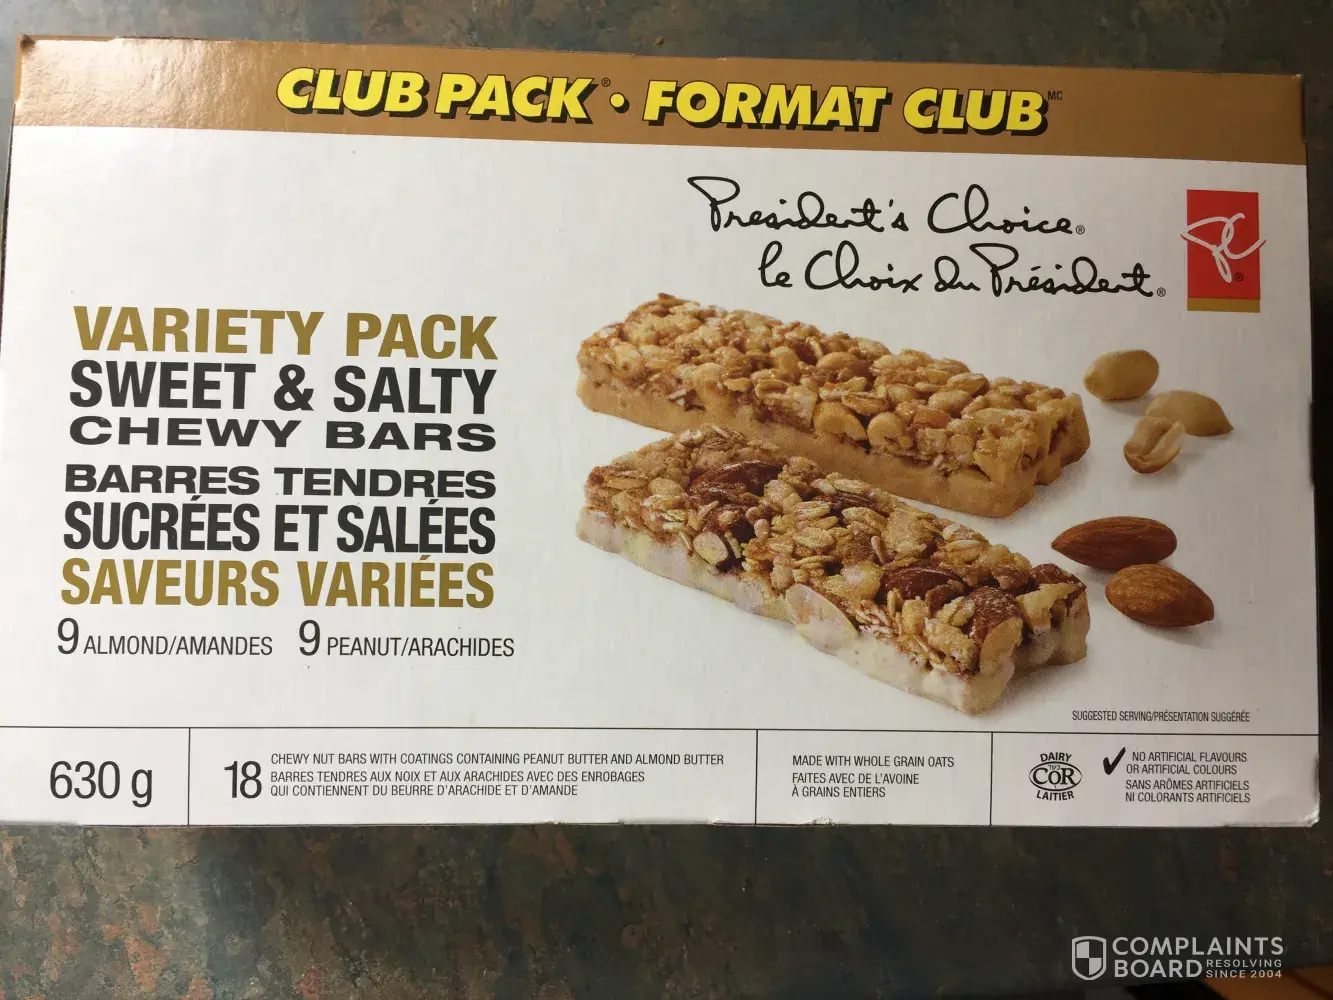 CLUB PACK® • FORMAT CLUB MC
President's Choice®
le Choix du Président®
PC®
VARIETY PACK
SWEET & SALTY
CHEWY BARS
BARRES TENDRES
SUCRÉES ET SALÉES
SAVEURS VARIÉES
9 ALMOND/AMANDES 9 PEANUT/ARACHIDES
SUGGESTED SERVING/PRÉSENTATION SUGGÉRÉE
630 g
18
CHEWY NUT BARS WITH COATINGS CONTAINING PEANUT BUTTER AND ALMOND BUTTER
BARRES TENDRES AUX NOIX ET AUX ARACHIDES AVEC DES ENROBAGES
QUI CONTIENNENT DU BEURRE D'ARACHIDE ET D'AMANDE
MADE WITH WHOLE GRAIN OATS
FAITES AVEC DE L'AVOINE
À GRAINS ENTIERS
DAIRY
COR
LAITIER
NO ARTIFICIAL FLAVOURS
OR ARTIFICIAL COLOURS
SANS ARÔMES ARTIFICIELS
NI COLORANTS ARTIFICIELS
COMPLAINTS
BOARD RESOLVING
SINCE 2004